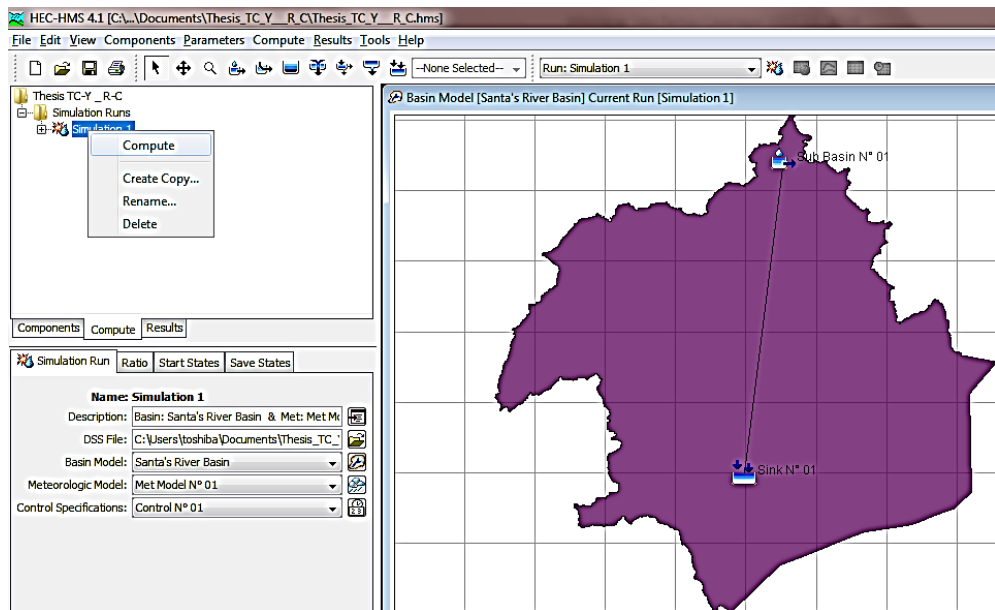 HEC-HMS 4.1 [C:\...\Documents\Thesis_TC_Y__R_C\Thesis_TC_Y__R_C.hms]
File Edit View Components Parameters Compute Results Tools Help
--None Selected-- Run: Simulation 1
Thesis TC-Y _ R-C
Simulation Runs
Simulation 1
Compute
Create Copy...
Rename...
Delete
Components Compute Results
Simulation Run Ratio Start States Save States
Name: Simulation 1
Description: Basin: Santa's River Basin & Met: Met Mo
DSS File: C:\Users\toshiba\Documents\Thesis_TC_
Basin Model: Santa's River Basin
Meteorologic Model: Met Model N° 01
Control Specifications: Control N° 01
Basin Model [Santa's River Basin] Current Run [Simulation 1]
Sub Basin N° 01
Sink N° 01